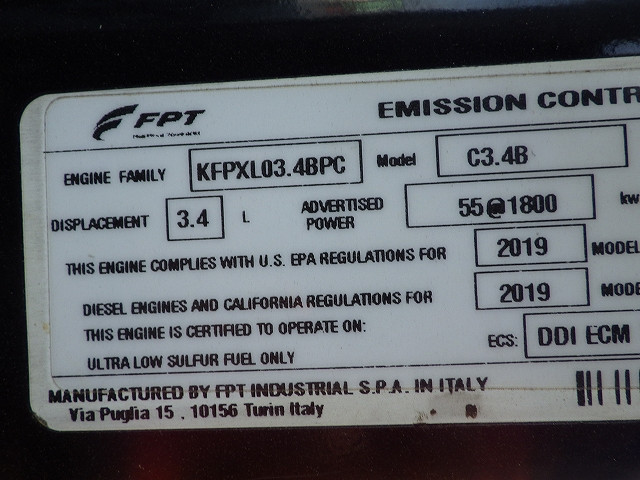 FPT
EMISSION CONTR
ENGINE FAMILY KFPXL03.4BPC Model C3.4B
DISPLACEMENT 3.4 L ADVERTISED POWER 55@1800 kw
THIS ENGINE COMPLIES WITH U.S. EPA REGULATIONS FOR 2019 MODEL
DIESEL ENGINES AND CALIFORNIA REGULATIONS FOR 2019 MODE
THIS ENGINE IS CERTIFIED TO OPERATE ON:
ULTRA LOW SULFUR FUEL ONLY
ECS: DDI ECM
MANUFACTURED BY FPT INDUSTRIAL S.P.A. IN ITALY
Via Puglia 15 . 10156 Turin Italy